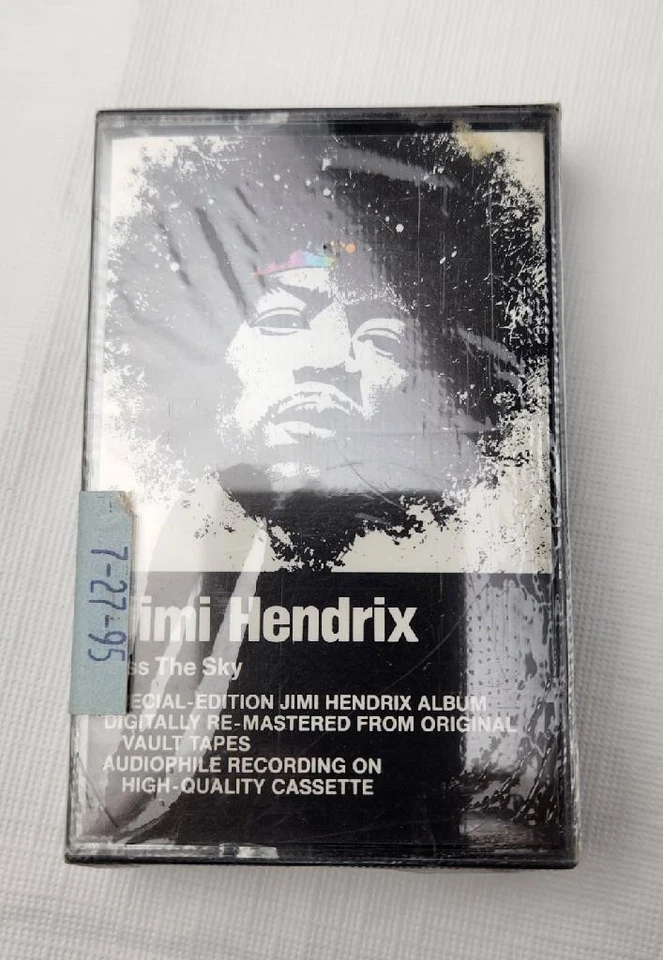 7-27-95
Jimi Hendrix
ss The Sky
ECIAL-EDITION JIMI HENDRIX ALBUM
DIGITALLY RE-MASTERED FROM ORIGINAL
VAULT TAPES
AUDIOPHILE RECORDING ON
HIGH-QUALITY CASSETTE